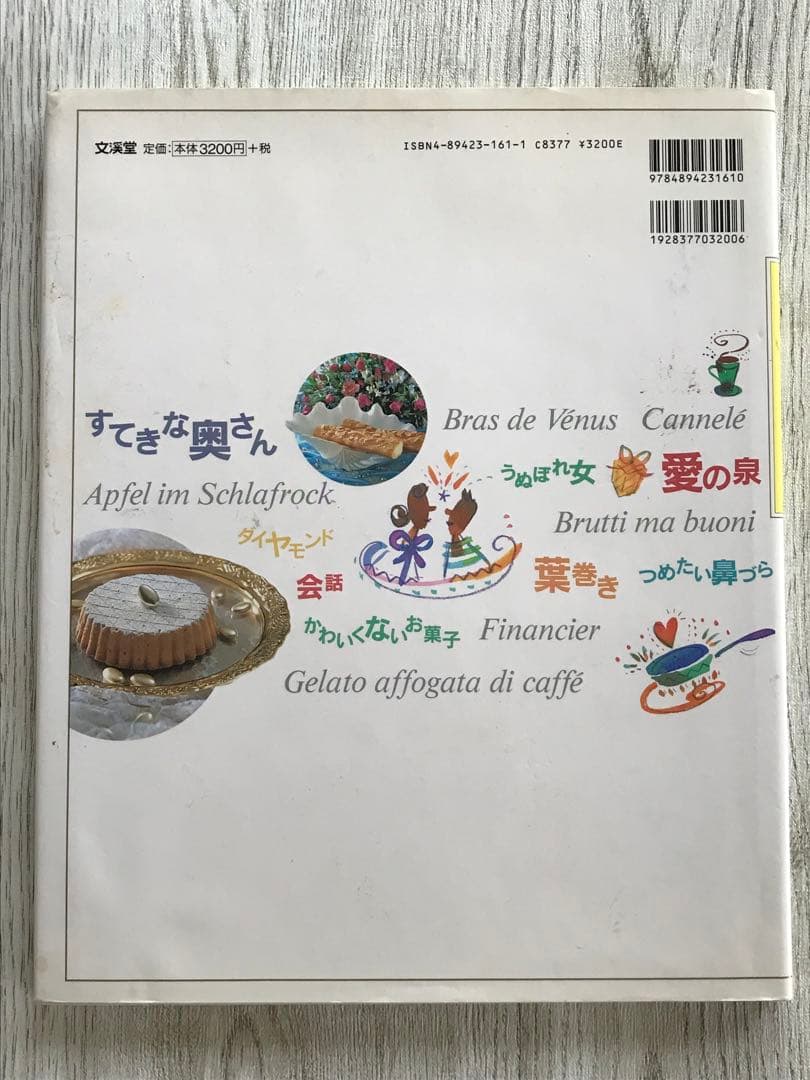 文溪堂 定価:本体3200円+税
ISBN4-89423-161-1 C8377 ¥3200E
9784894231610
1928377032006
すてきな奥さん
Bras de Vénus Cannelé
うぬぼれ女
愛の泉
Apfel im Schlafrock
Brutti ma buoni
ダイヤモンド
会話
葉巻き
つめたい鼻づら
かわいくないお菓子
Financier
Gelato affogata di caffé